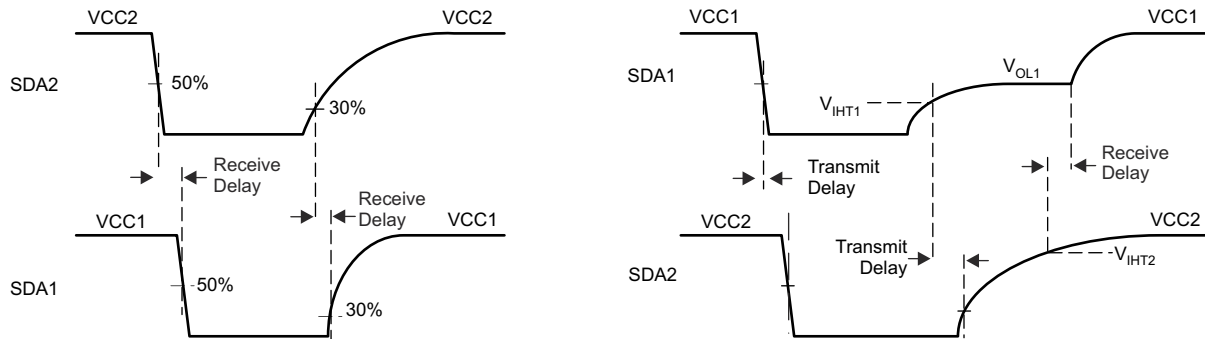 VCC2
VCC2
SDA2
50%
30%
Receive
Delay
Receive
Delay
VCC1
VCC1
SDA1
50%
30%
VCC1
VCC1
SDA1
VIHT1
VOL1
Transmit
Delay
Receive
Delay
VCC2
VCC2
Transmit
Delay
VIHT2
SDA2